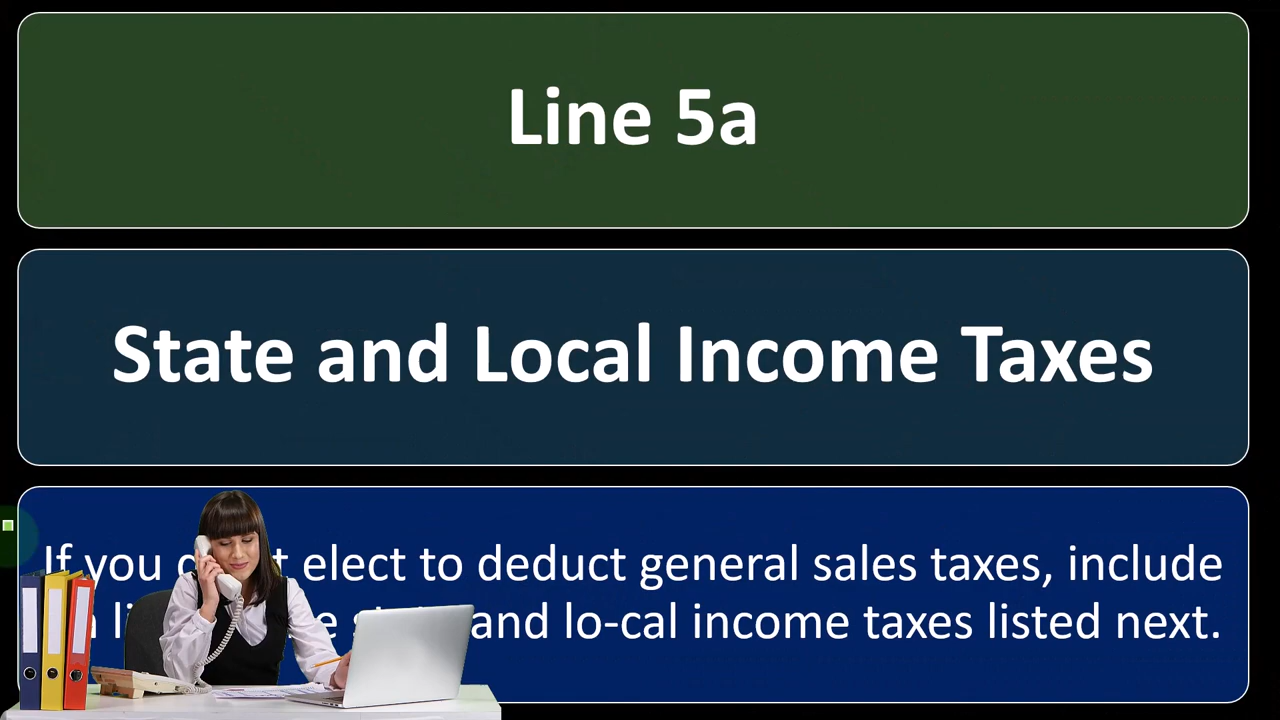 Line 5a
State and Local Income Taxes
If you elect to deduct general sales taxes, include
and lo-cal income taxes listed next.